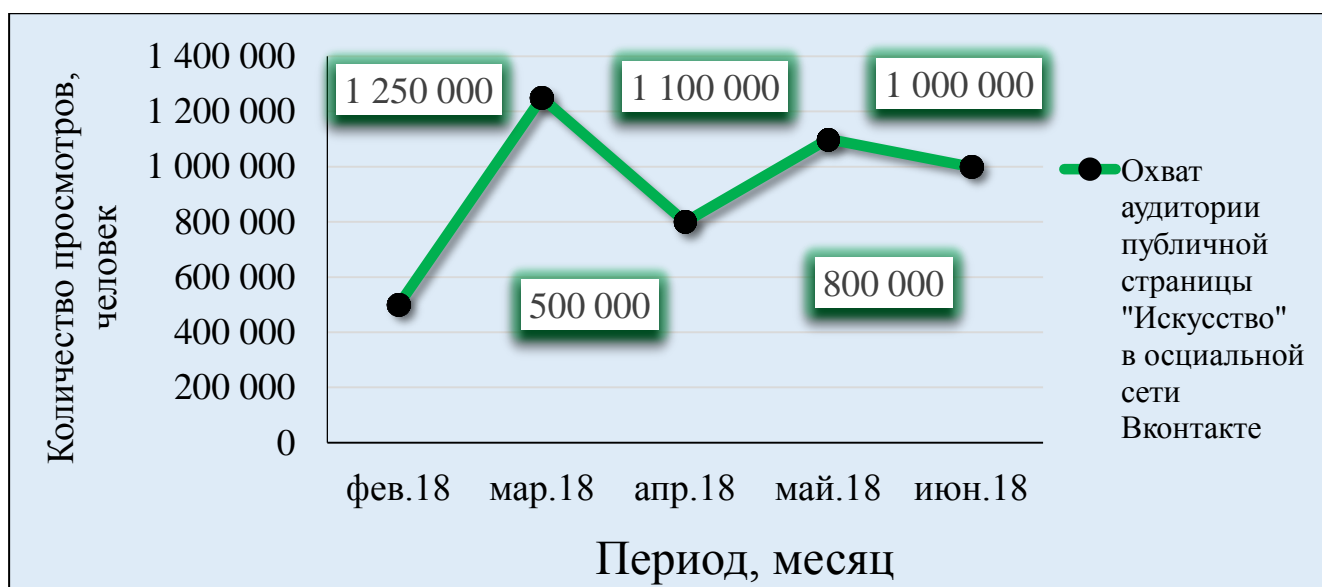 Количество просмотров,
человек
1 400 000
1 200 000
1 000 000
800 000
600 000
400 000
200 000
0
1 250 000
1 100 000
1 000 000
500 000
800 000
фев.18
мар.18
апр.18
май.18
июн.18
Период, месяц
Охват
аудитории
публичной
страницы
"Искусство"
в осциальной
сети
Вконтакте